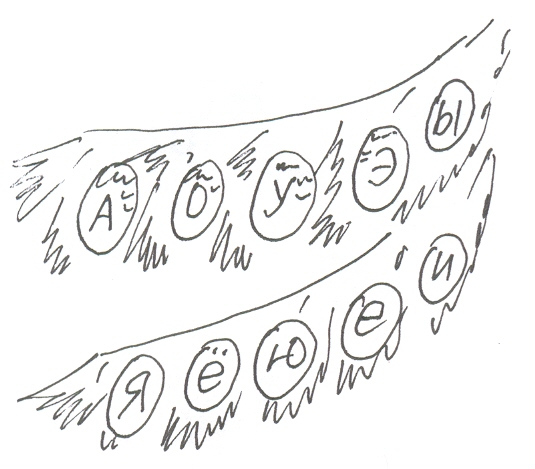 А О У Э Ы
Я Ё Ю Е И